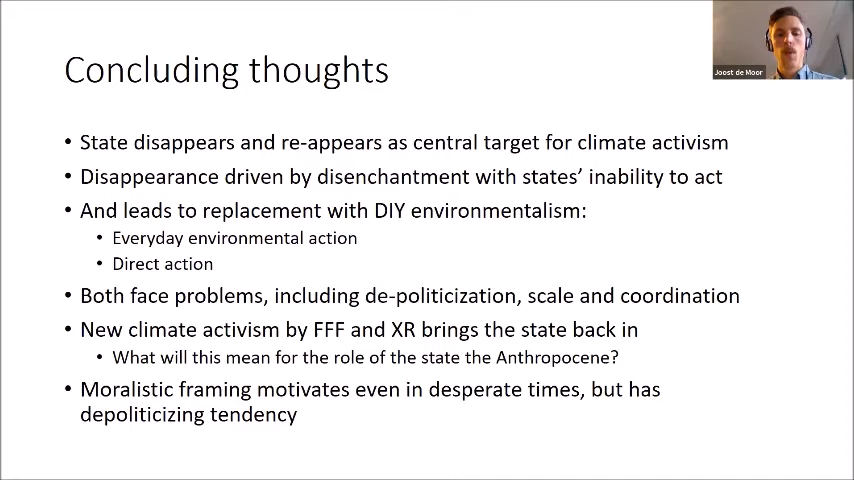 Concluding thoughts
Joost de Moor
• State disappears and re-appears as central target for climate activism
• Disappearance driven by disenchantment with states’ inability to act
• And leads to replacement with DIY environmentalism:
• Everyday environmental action
• Direct action
• Both face problems, including de-politicization, scale and coordination
• New climate activism by FFF and XR brings the state back in
• What will this mean for the role of the state the Anthropocene?
• Moralistic framing motivates even in desperate times, but has
depoliticizing tendency